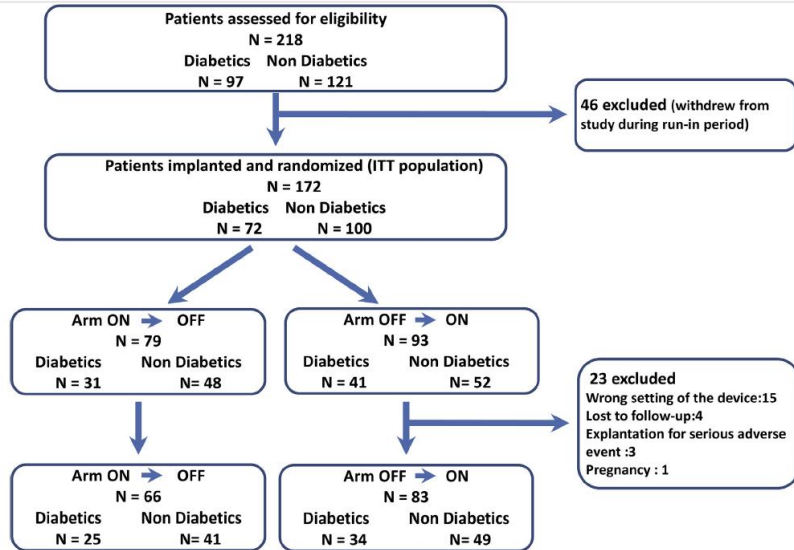 Patients assessed for eligibility
N = 218
Diabetics Non Diabetics
N = 97 N = 121
46 excluded (withdrew from
study during run-in period)
Patients implanted and randomized (ITT population)
N = 172
Diabetics Non Diabetics
N = 72 N = 100
Arm ON → OFF
N = 79
Diabetics Non Diabetics
N = 31 N= 48
Arm OFF → ON
N = 93
Diabetics Non Diabetics
N = 41 N = 52
23 excluded
Wrong setting of the device:15
Lost to follow-up:4
Explantation for serious adverse
event :3
Pregnancy : 1
Arm ON → OFF
N = 66
Diabetics Non Diabetics
N = 25 N = 41
Arm OFF → ON
N = 83
Diabetics Non Diabetics
N = 34 N = 49